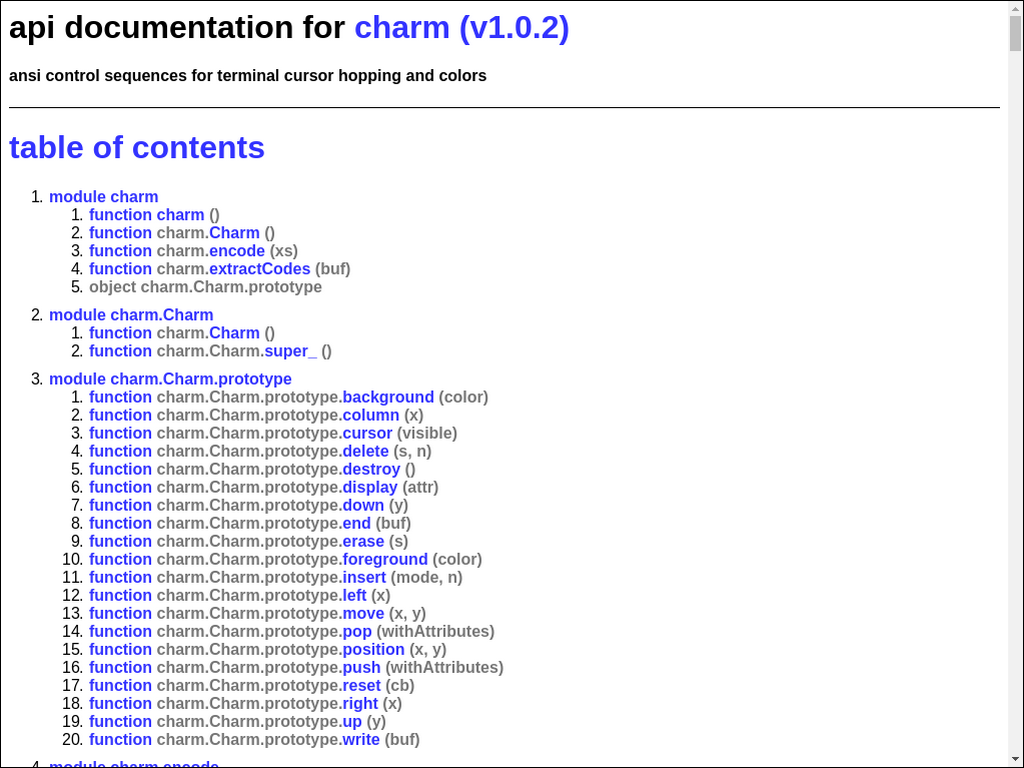 api documentation for charm (v1.0.2)
ansi control sequences for terminal cursor hopping and colors
table of contents
1. module charm
1. function charm ()
2. function charm.Charm ()
3. function charm.encode (xs)
4. function charm.extractCodes (buf)
5. object charm.Charm.prototype
2. module charm.Charm
1. function charm.Charm ()
2. function charm.Charm.super_ ()
3. module charm.Charm.prototype
1. function charm.Charm.prototype.background (color)
2. function charm.Charm.prototype.column (x)
3. function charm.Charm.prototype.cursor (visible)
4. function charm.Charm.prototype.delete (s, n)
5. function charm.Charm.prototype.destroy ()
6. function charm.Charm.prototype.display (attr)
7. function charm.Charm.prototype.down (y)
8. function charm.Charm.prototype.end (buf)
9. function charm.Charm.prototype.erase (s)
10. function charm.Charm.prototype.foreground (color)
11. function charm.Charm.prototype.insert (mode, n)
12. function charm.Charm.prototype.left (x)
13. function charm.Charm.prototype.move (x, y)
14. function charm.Charm.prototype.pop (withAttributes)
15. function charm.Charm.prototype.position (x, y)
16. function charm.Charm.prototype.push (withAttributes)
17. function charm.Charm.prototype.reset (cb)
18. function charm.Charm.prototype.right (x)
19. function charm.Charm.prototype.up (y)
20. function charm.Charm.prototype.write (buf)
4. module charm.encode